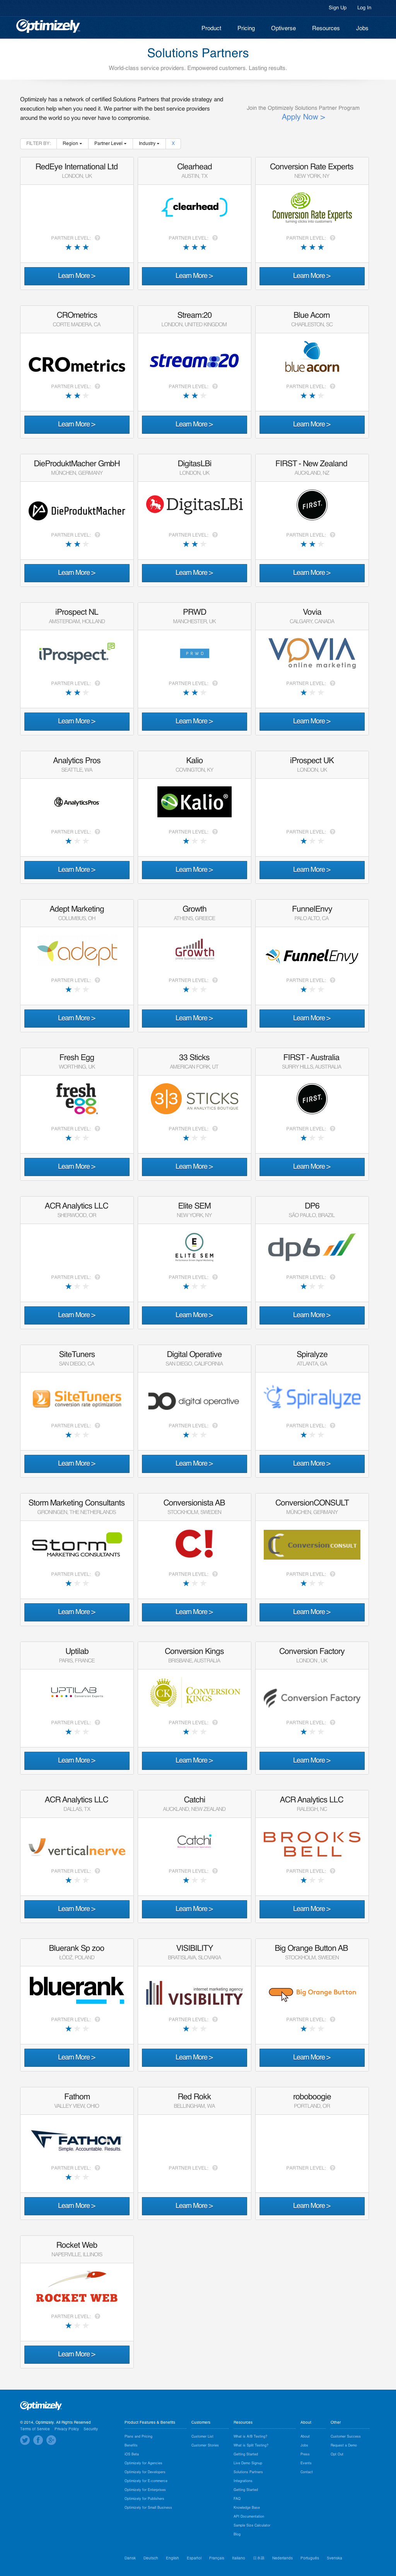 Sign Up Log In
Optimizely
Product Pricing Optiverse Resources Jobs
Solutions Partners
World-class service providers. Empowered customers. Lasting results.
Optimizely has a network of certified Solutions Partners that provide strategy and
execution help when you need it. We partner with the best service providers
around the world so you never have to compromise.
Join the Optimizely Solutions Partner Program
Apply Now >
FILTER BY: Region Partner Level Industry X
RedEye International Ltd
LONDON, UK
PARTNER LEVEL:
Learn More >
Clearhead
AUSTIN, TX
clearhead
PARTNER LEVEL:
Learn More >
Conversion Rate Experts
NEW YORK, NY
Conversion Rate Experts
turning clicks into customers
PARTNER LEVEL:
Learn More >
CROmetrics
CORTE MADERA, CA
CROmetrics
PARTNER LEVEL:
Learn More >
Stream:20
LONDON, UNITED KINGDOM
stream:20
PARTNER LEVEL:
Learn More >
Blue Acorn
CHARLESTON, SC
blue acorn
PARTNER LEVEL:
Learn More >
DieProduktMacher GmbH
MÜNCHEN, GERMANY
DieProduktMacher
PARTNER LEVEL:
Learn More >
DigitasLBi
LONDON, UK
DigitasLBi
PARTNER LEVEL:
Learn More >
FIRST - New Zealand
AUCKLAND, NZ
FIRST.
PARTNER LEVEL:
Learn More >
iProspect NL
AMSTERDAM, HOLLAND
iProspect.
PARTNER LEVEL:
Learn More >
PRWD
MANCHESTER, UK
PRWD
PARTNER LEVEL:
Learn More >
Vovia
CALGARY, CANADA
VOVIA
online marketing
PARTNER LEVEL:
Learn More >
Analytics Pros
SEATTLE, WA
AnalyticsPros
PARTNER LEVEL:
Learn More >
Kalio
COVINGTON, KY
Kalio
PARTNER LEVEL:
Learn More >
iProspect UK
LONDON, UK
PARTNER LEVEL:
Learn More >
Adept Marketing
COLUMBUS, OH
adept
PARTNER LEVEL:
Learn More >
Growth
ATHENS, GREECE
Growth
PARTNER LEVEL:
Learn More >
FunnelEnvy
PALO ALTO, CA
FunnelEnvy
PARTNER LEVEL:
Learn More >
Fresh Egg
WORTHING, UK
fresh egg
PARTNER LEVEL:
Learn More >
33 Sticks
AMERICAN FORK, UT
33 STICKS
AN ANALYTICS BOUTIQUE
PARTNER LEVEL:
Learn More >
FIRST - Australia
SURRY HILLS, AUSTRALIA
FIRST.
PARTNER LEVEL:
Learn More >
ACR Analytics LLC
SHERWOOD, OR
PARTNER LEVEL:
Learn More >
Elite SEM
NEW YORK, NY
E
ELITE SEM
PARTNER LEVEL:
Learn More >
DP6
SÃO PAULO, BRAZIL
dp6
PARTNER LEVEL:
Learn More >
SiteTuners
SAN DIEGO, CA
SiteTuners
conversion rate optimization
PARTNER LEVEL:
Learn More >
Digital Operative
SAN DIEGO, CALIFORNIA
digital operative
PARTNER LEVEL:
Learn More >
Spiralyze
ATLANTA, GA
Spiralyze
PARTNER LEVEL:
Learn More >
Storm Marketing Consultants
GRONINGEN, THE NETHERLANDS
Storm
MARKETING CONSULTANTS
PARTNER LEVEL:
Learn More >
Conversionista AB
STOCKHOLM, SWEDEN
C!
PARTNER LEVEL:
Learn More >
ConversionCONSULT
MÜNCHEN, GERMANY
ConversionCONSULT
PARTNER LEVEL:
Learn More >
Uptilab
PARIS, FRANCE
UPTILAB
PARTNER LEVEL:
Learn More >
Conversion Kings
BRISBANE, AUSTRALIA
CK CONVERSION KINGS
PARTNER LEVEL:
Learn More >
Conversion Factory
LONDON, UK
Conversion Factory
PARTNER LEVEL:
Learn More >
ACR Analytics LLC
DALLAS, TX
verticalnerve
PARTNER LEVEL:
Learn More >
Catchi
AUCKLAND, NEW ZEALAND
Catchi
PARTNER LEVEL:
Learn More >
ACR Analytics LLC
RALEIGH, NC
BROOKS BELL
PARTNER LEVEL:
Learn More >
Bluerank Sp zoo
ŁÓDŹ, POLAND
bluerank
PARTNER LEVEL:
Learn More >
VISIBILITY
BRATISLAVA, SLOVAKIA
internet marketing agency
VISIBILITY
PARTNER LEVEL:
Learn More >
Big Orange Button AB
STOCKHOLM, SWEDEN
Big Orange Button
PARTNER LEVEL:
Learn More >
Fathom
VALLEY VIEW, OHIO
FATHOM
Simple. Accountable. Results.
PARTNER LEVEL:
Learn More >
Red Rokk
BELLINGHAM, WA
PARTNER LEVEL:
Learn More >
roboboogie
PORTLAND, OR
PARTNER LEVEL:
Learn More >
Rocket Web
NAPERVILLE, ILLINOIS
ROCKET WEB
PARTNER LEVEL:
Learn More >
Optimizely
© 2014, Optimizely. All Rights Reserved
Terms of Service Privacy Policy Security
Product Features & Benefits
Plans and Pricing
Benefits
iOS Beta
Optimizely for Agencies
Optimizely for Developers
Optimizely for E-commerce
Optimizely for Enterprises
Optimizely for Publishers
Optimizely for Small Business
Customers
Customer List
Customer Stories
Resources
What is A/B Testing?
What is Split Testing?
Getting Started
Live Demo Signup
Solutions Partners
Integrations
Getting Started
FAQ
Knowledge Base
API Documentation
Sample Size Calculator
Blog
About
About
Jobs
Press
Events
Contact
Other
Customer Success
Request a Demo
Opt Out
Dansk Deutsch English Español Français Italiano 日本語 Nederlands Português Svenska